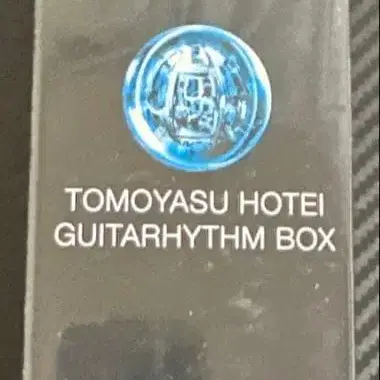 TOMOYASU HOTEI
GUITARHYTHM BOX